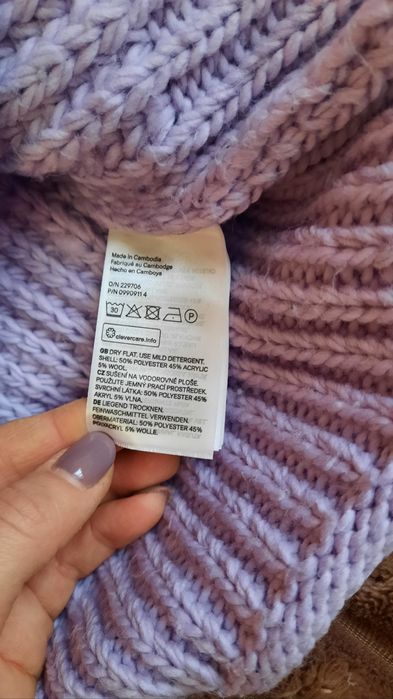 Made in Cambodia
Fabriqué au Cambodge
Hecho en Camboya
O/N 229706
P/N 0990911 4
30
P
clevercare.info
GB DRY FLAT. USE MILD DETERGENT.
SHELL: 50% POLYESTER 45% ACRYLIC
5% WOOL.
CZ SUŠENÍ NA VODOROVNÉ PLOŠE.
POUŽIJTE JEMNÝ PRACÍ PROSTŘEDEK.
SVRCHNÍ LÁTKA: 50% POLYESTER 45%
AKRYL 5% VLNA.
DE LIEGEND TROCKNEN.
FEINWASCHMITTEL VERWENDEN.
OBERMATERIAL: 50% POLYESTER 45%
POLYACRYL 5% WOLLE.